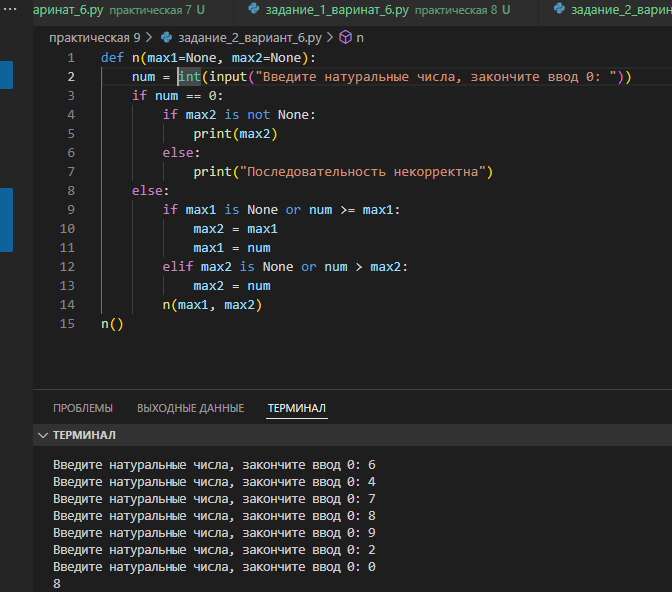 аринат_6.py практическая 7 U задание_1_варинат_6.py практическая 8 U задание_2_варин
практическая 9 > задание_2_вариант_6.py > n
1 def n(max1=None, max2=None):
2 num = int(input("Введите натуральные числа, закончите ввод 0: "))
3 if num == 0:
4 if max2 is not None:
5 print(max2)
6 else:
7 print("Последовательность некорректна")
8 else:
9 if max1 is None or num >= max1:
10 max2 = max1
11 max1 = num
12 elif max2 is None or num > max2:
13 max2 = num
14 n(max1, max2)
15 n()
ПРОБЛЕМЫ ВЫХОДНЫЕ ДАННЫЕ ТЕРМИНАЛ
ТЕРМИНАЛ
Введите натуральные числа, закончите ввод 0: 6
Введите натуральные числа, закончите ввод 0: 4
Введите натуральные числа, закончите ввод 0: 7
Введите натуральные числа, закончите ввод 0: 8
Введите натуральные числа, закончите ввод 0: 9
Введите натуральные числа, закончите ввод 0: 2
Введите натуральные числа, закончите ввод 0: 0
8